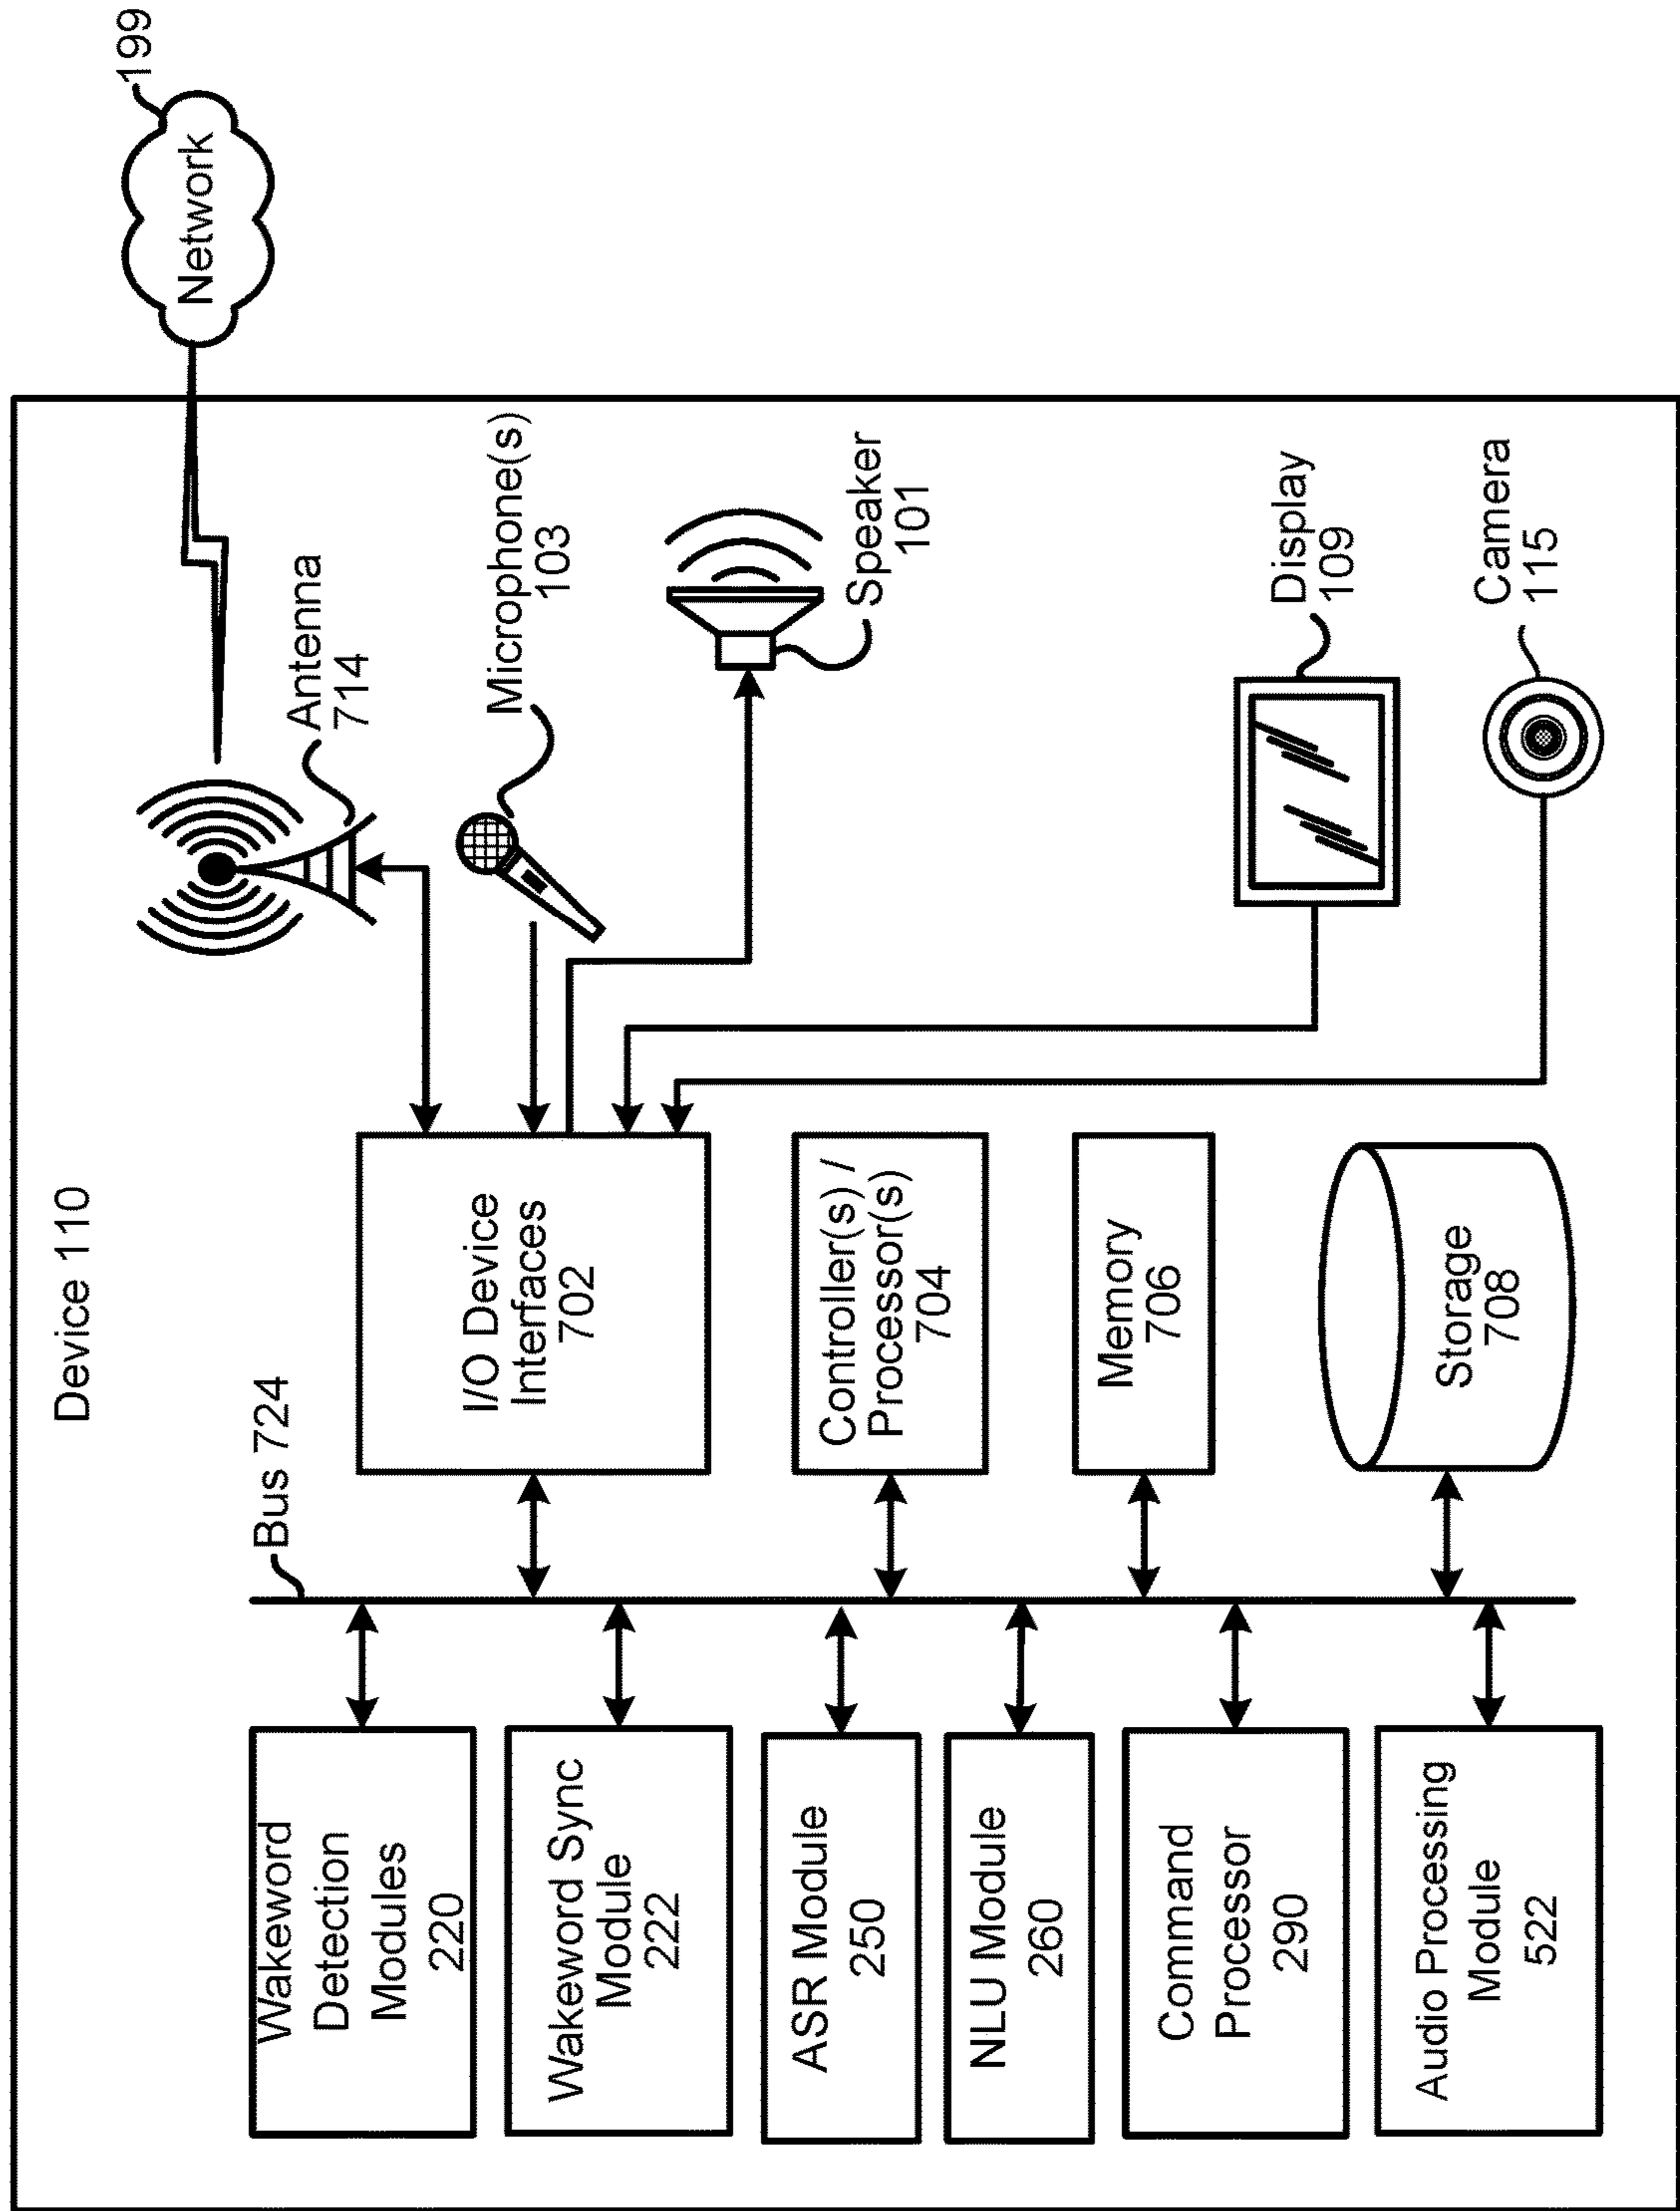 Device 110
Bus 724
Wakeword
Detection
Modules
220
Wakeword Sync
Module
222
ASR Module
250
NLU Module
260
Command
Processor
290
Audio Processing
Module
522
I/O Device
Interfaces
702
Controller(s) /
Processor(s)
704
Memory
706
Storage
708
Antenna
714
Microphone(s)
103
Speaker
101
Display
109
Camera
115
Network
199